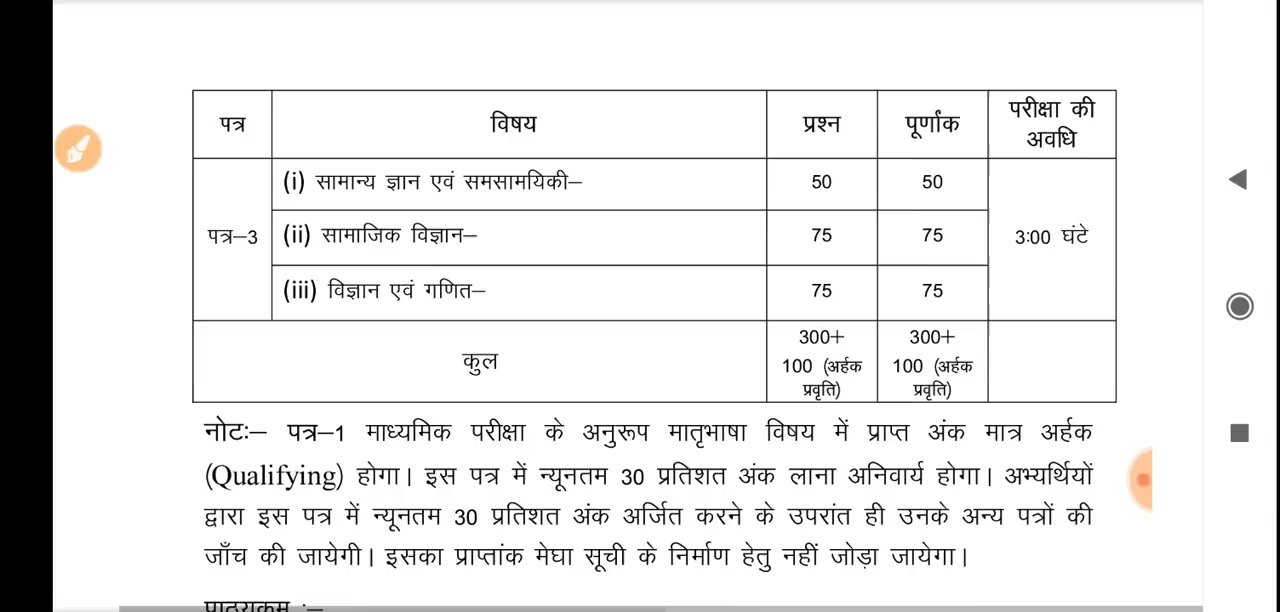 पत्र विषय प्रश्न पूर्णांक परीक्षा की
अवधि
(i) सामान्य ज्ञान एवं समसामयिकी– 50 50
पत्र–3 (ii) सामाजिक विज्ञान– 75 75 3:00 घंटे
(iii) विज्ञान एवं गणित– 75 75
कुल 300+ 300+
100 (अर्हक 100 (अर्हक
प्रवृति) प्रवृति)
नोटः– पत्र–1 माध्यमिक परीक्षा के अनुरूप मातृभाषा विषय में प्राप्त अंक मात्र अर्हक
(Qualifying) होगा। इस पत्र में न्यूनतम 30 प्रतिशत अंक लाना अनिवार्य होगा। अभ्यर्थियों
द्वारा इस पत्र में न्यूनतम 30 प्रतिशत अंक अर्जित करने के उपरांत ही उनके अन्य पत्रों की
जाँच की जायेगी। इसका प्राप्तांक मेघा सूची के निर्माण हेतु नहीं जोड़ा जायेगा।
पाठ्यक्रम :–